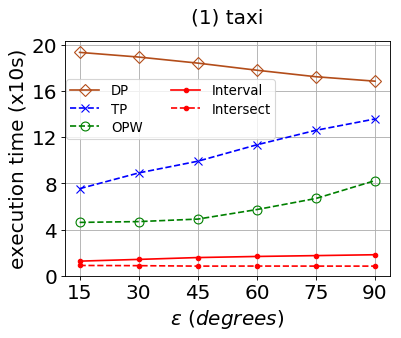 (1) taxi
execution time (x10s)
20
16
12
8
4
0
DP
TP
OPW
Interval
Intersect
15 30 45 60 75 90
ε (degrees)